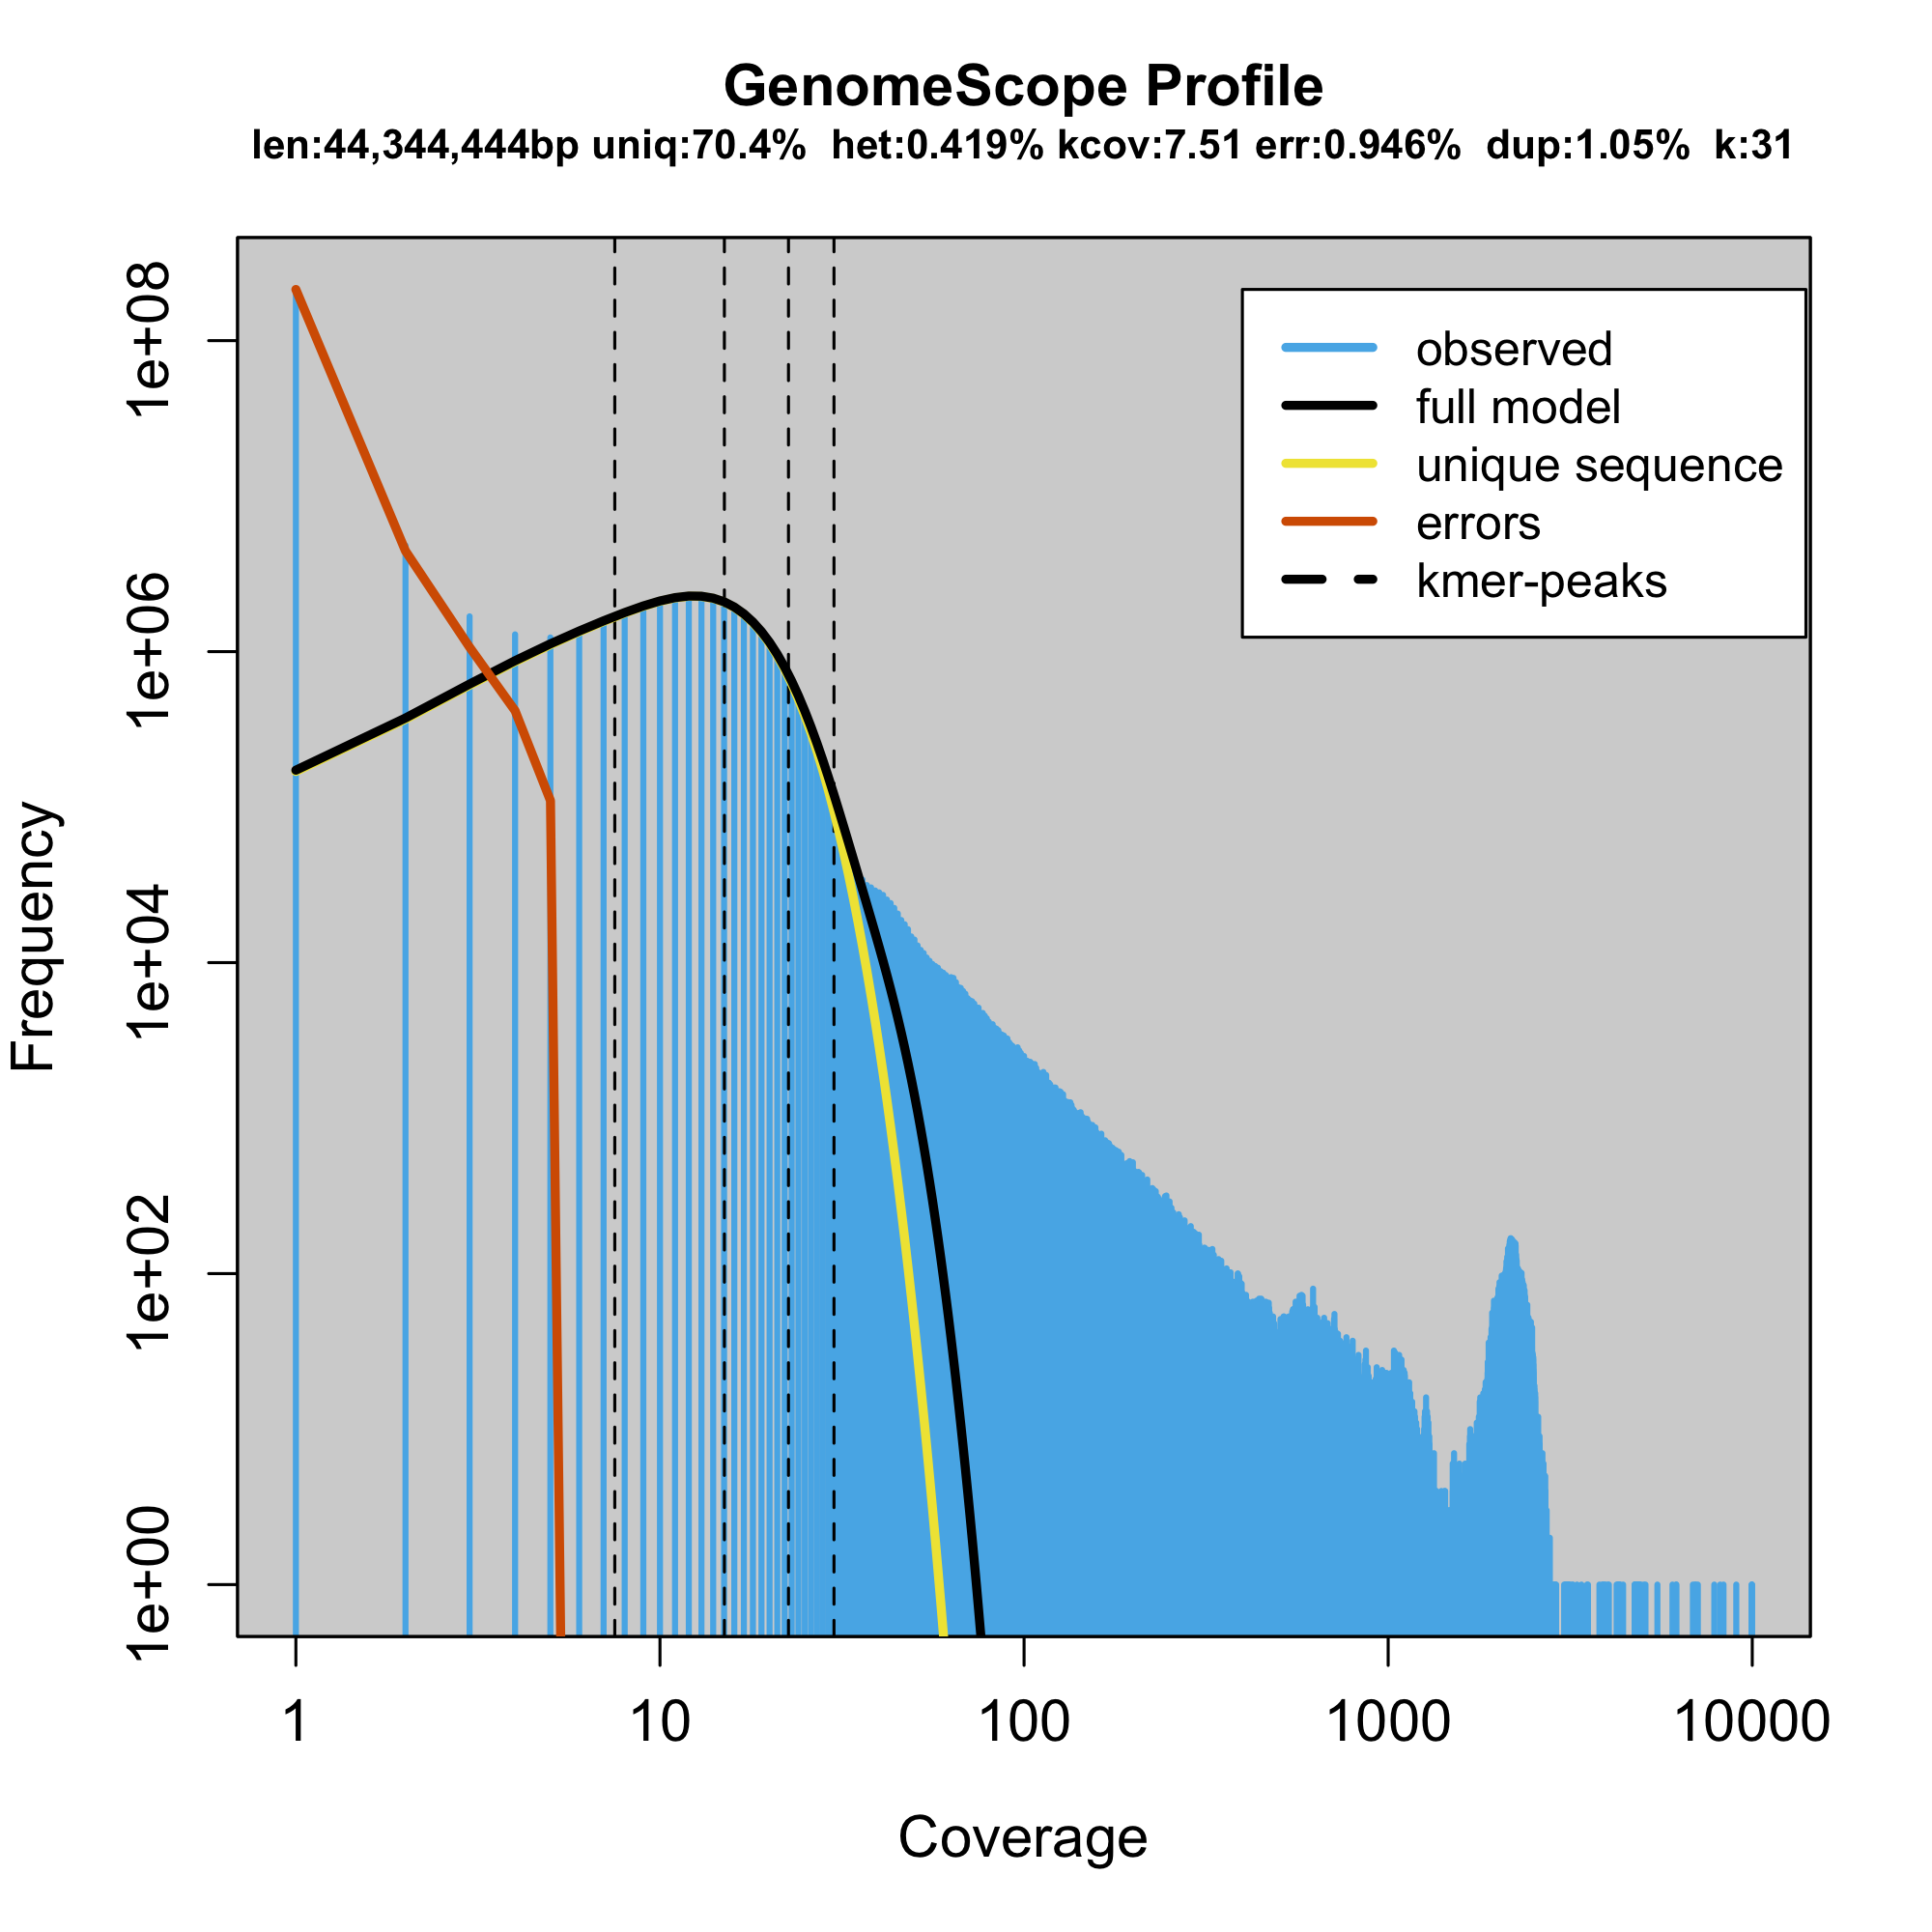 GenomeScope Profile
len:44,344,444bp uniq:70.4% het:0.419% kcov:7.51 err:0.946% dup:1.05% k:31
observed
full model
unique sequence
errors
kmer-peaks
Frequency
1e+08
1e+06
1e+04
1e+02
1e+00
1 10 100 1000 10000
Coverage